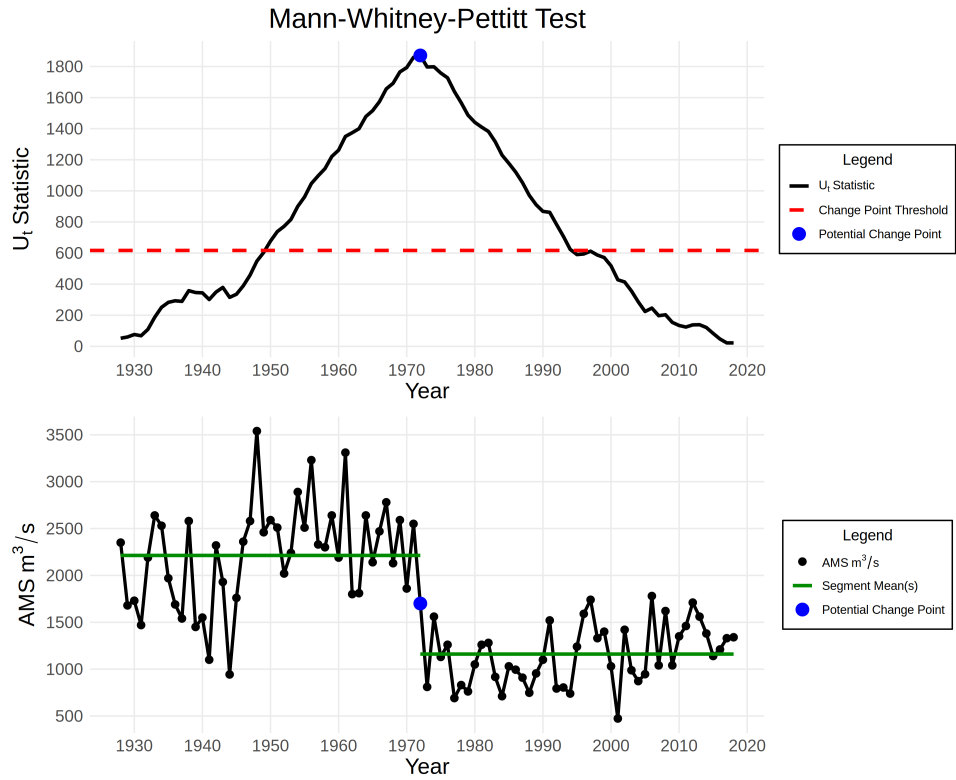 Mann-Whitney-Pettitt Test
Uₜ Statistic
1800
1600
1400
1200
1000
800
600
400
200
0
1930 1940 1950 1960 1970 1980 1990 2000 2010 2020
Year
Legend
Uₜ Statistic
Change Point Threshold
Potential Change Point
AMS m³/s
3500
3000
2500
2000
1500
1000
500
1930 1940 1950 1960 1970 1980 1990 2000 2010 2020
Year
Legend
AMS m³/s
Segment Mean(s)
Potential Change Point